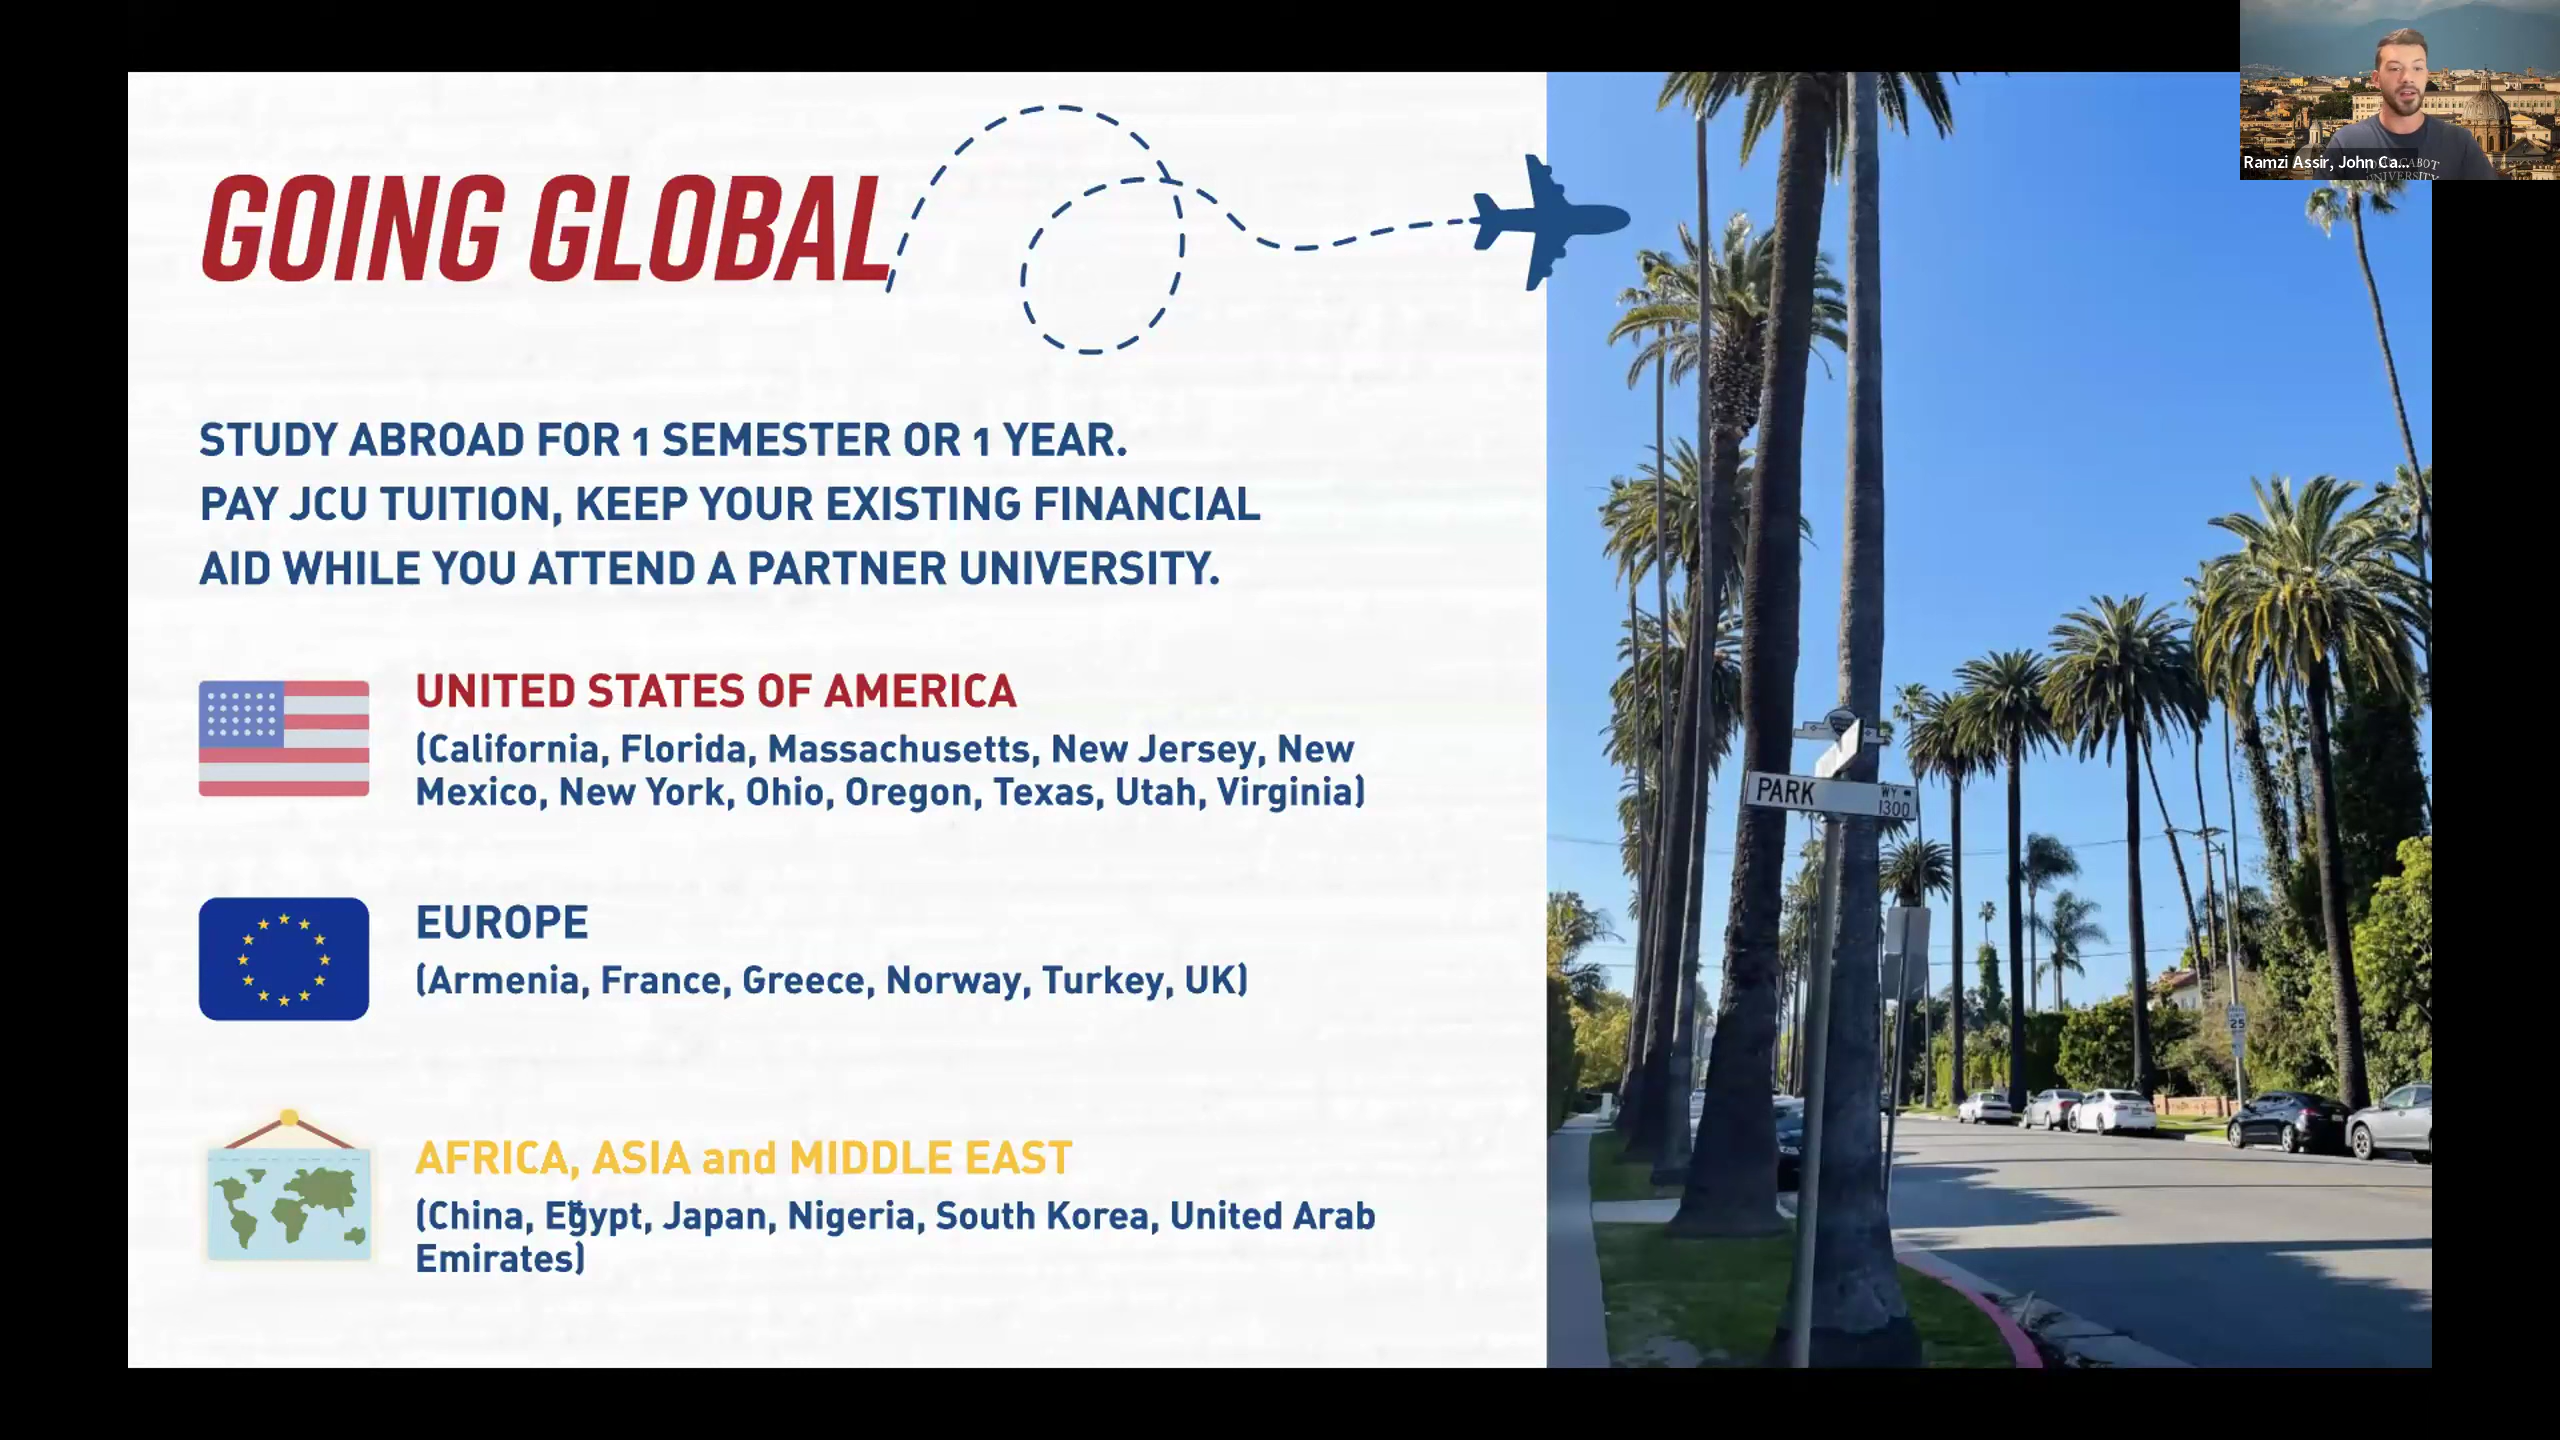 GOING GLOBAL
STUDY ABROAD FOR 1 SEMESTER OR 1 YEAR.
PAY JCU TUITION, KEEP YOUR EXISTING FINANCIAL
AID WHILE YOU ATTEND A PARTNER UNIVERSITY.
UNITED STATES OF AMERICA
(California, Florida, Massachusetts, New Jersey, New
Mexico, New York, Ohio, Oregon, Texas, Utah, Virginia)
EUROPE
(Armenia, France, Greece, Norway, Turkey, UK)
AFRICA, ASIA and MIDDLE EAST
(China, Egypt, Japan, Nigeria, South Korea, United Arab
Emirates)
PARK WY
1300
25
Ramzi Assir, John Ca...
CABOT
UNIVERSITY